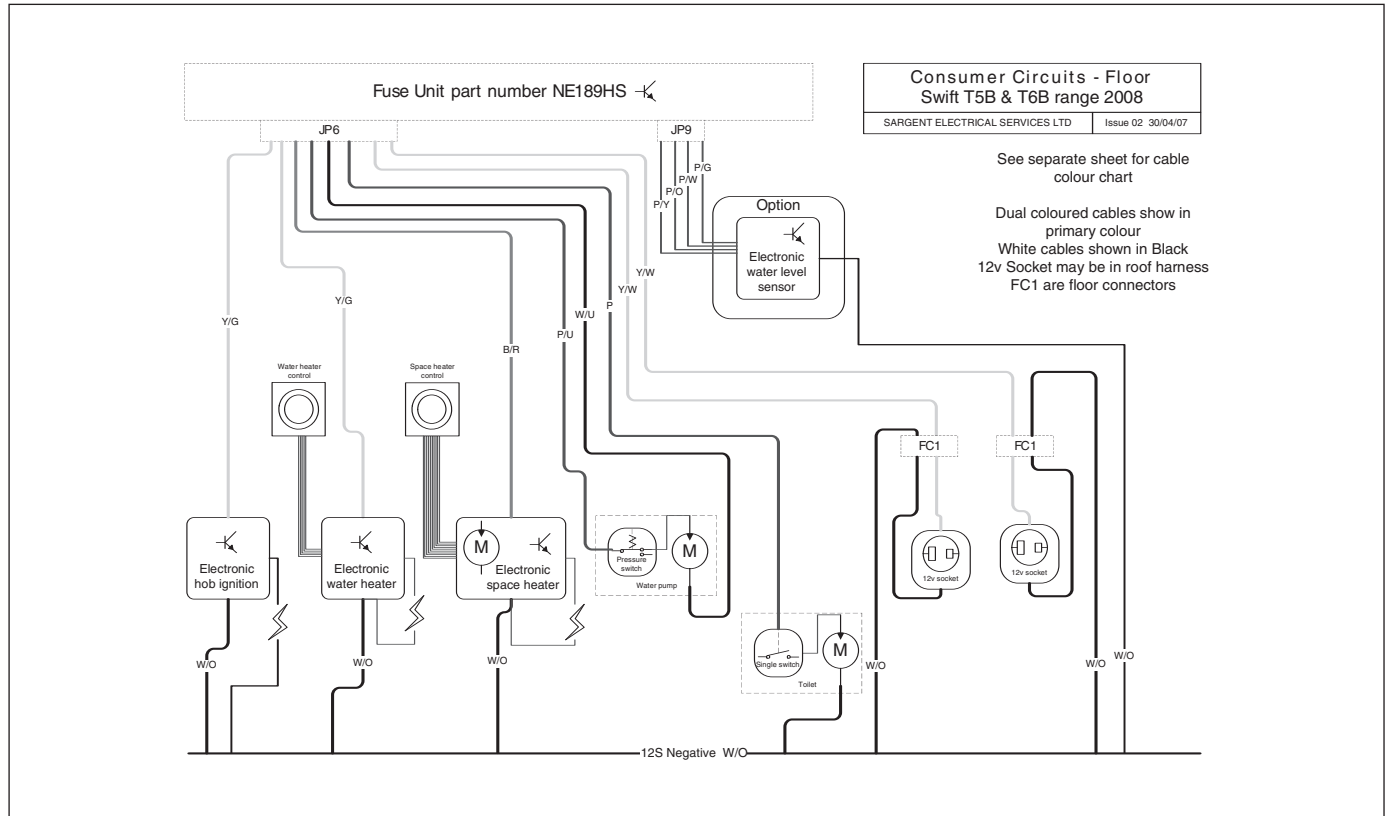 Fuse Unit part number NE189HS
JP6
JP9
Consumer Circuits - Floor
Swift T5B & T6B range 2008
SARGENT ELECTRICAL SERVICES LTD
Issue 02 30/04/07
See separate sheet for cable
colour chart
Dual coloured cables show in
primary colour
White cables shown in Black
12v Socket may be in roof harness
FC1 are floor connectors
P/G
P/W
P/O
P/Y
Option
Electronic
water level
sensor
Y/W
Y/W
Y/G
P
W/U
Y/G
P/U
B/R
Water heater
control
Space heater
control
FC1
FC1
Electronic
hob ignition
Electronic
water heater
M
Electronic
space heater
Pressure
switch
M
Water pump
12v socket
12v socket
Single switch
M
Toilet
W/O
W/O
W/O
W/O
W/O
W/O
12S Negative W/O